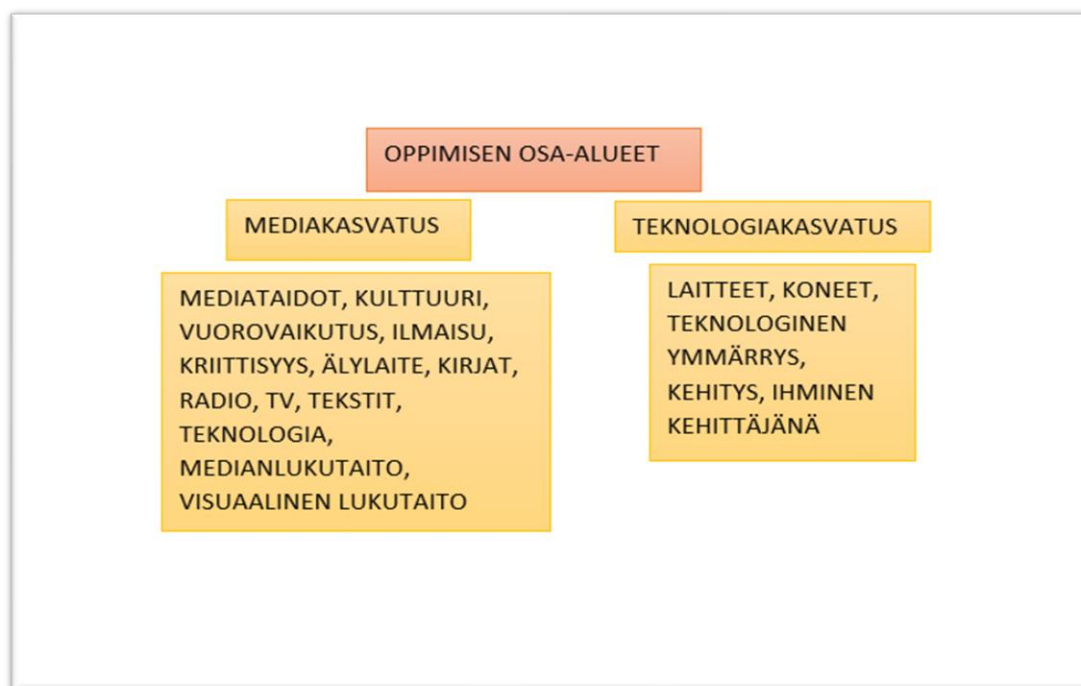 OPPIMISEN OSA-ALUEET
MEDIAKASVATUS
MEDIATAIDOT, KULTTUURI,
VUOROVAIKUTUS, ILMAISU,
KRIITTISYYS, ÄLYLAITE, KIRJAT,
RADIO, TV, TEKSTIT,
TEKNOLOGIA,
MEDIANLUKUTAITO,
VISUAALINEN LUKUTAITO
TEKNOLOGIAKASVATUS
LAITTEET, KONEET,
TEKNOLOGINEN
YMMÄRRYS,
KEHITYS, IHMINEN
KEHITTÄJÄNÄ